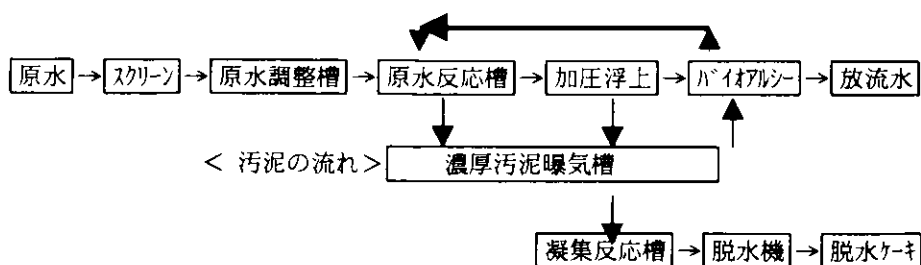 原水 → ｽｸﾘｰﾝ → 原水調整槽 → 原水反応槽 → 加圧浮上 → ﾊﾞｲｵｱﾙｼｰ → 放流水
＜ 汚泥の流れ＞ 濃厚汚泥曝気槽
凝集反応槽 → 脱水機 → 脱水ｹｰｷ